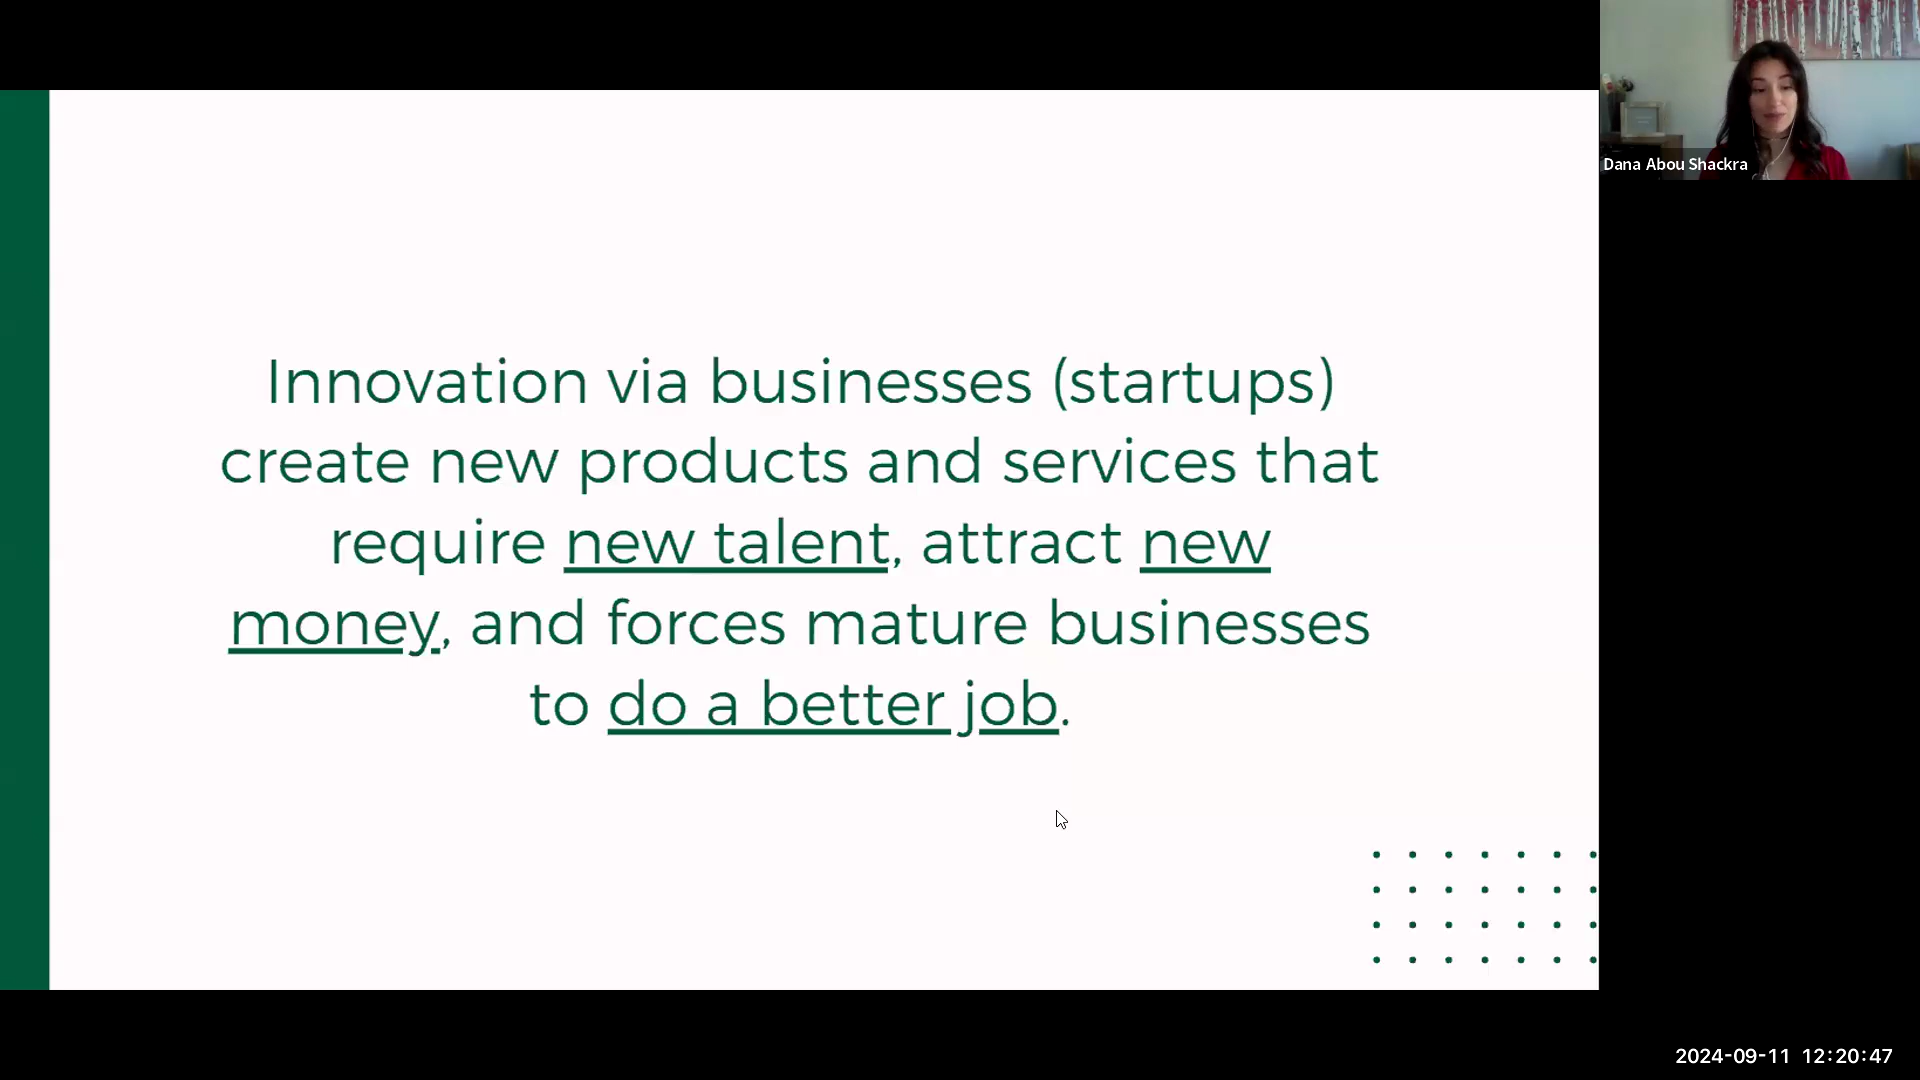 Innovation via businesses (startups)
create new products and services that
require new talent, attract new
money, and forces mature businesses
to do a better job.
Dana Abou Shackra
2024-09-11 12:20:47